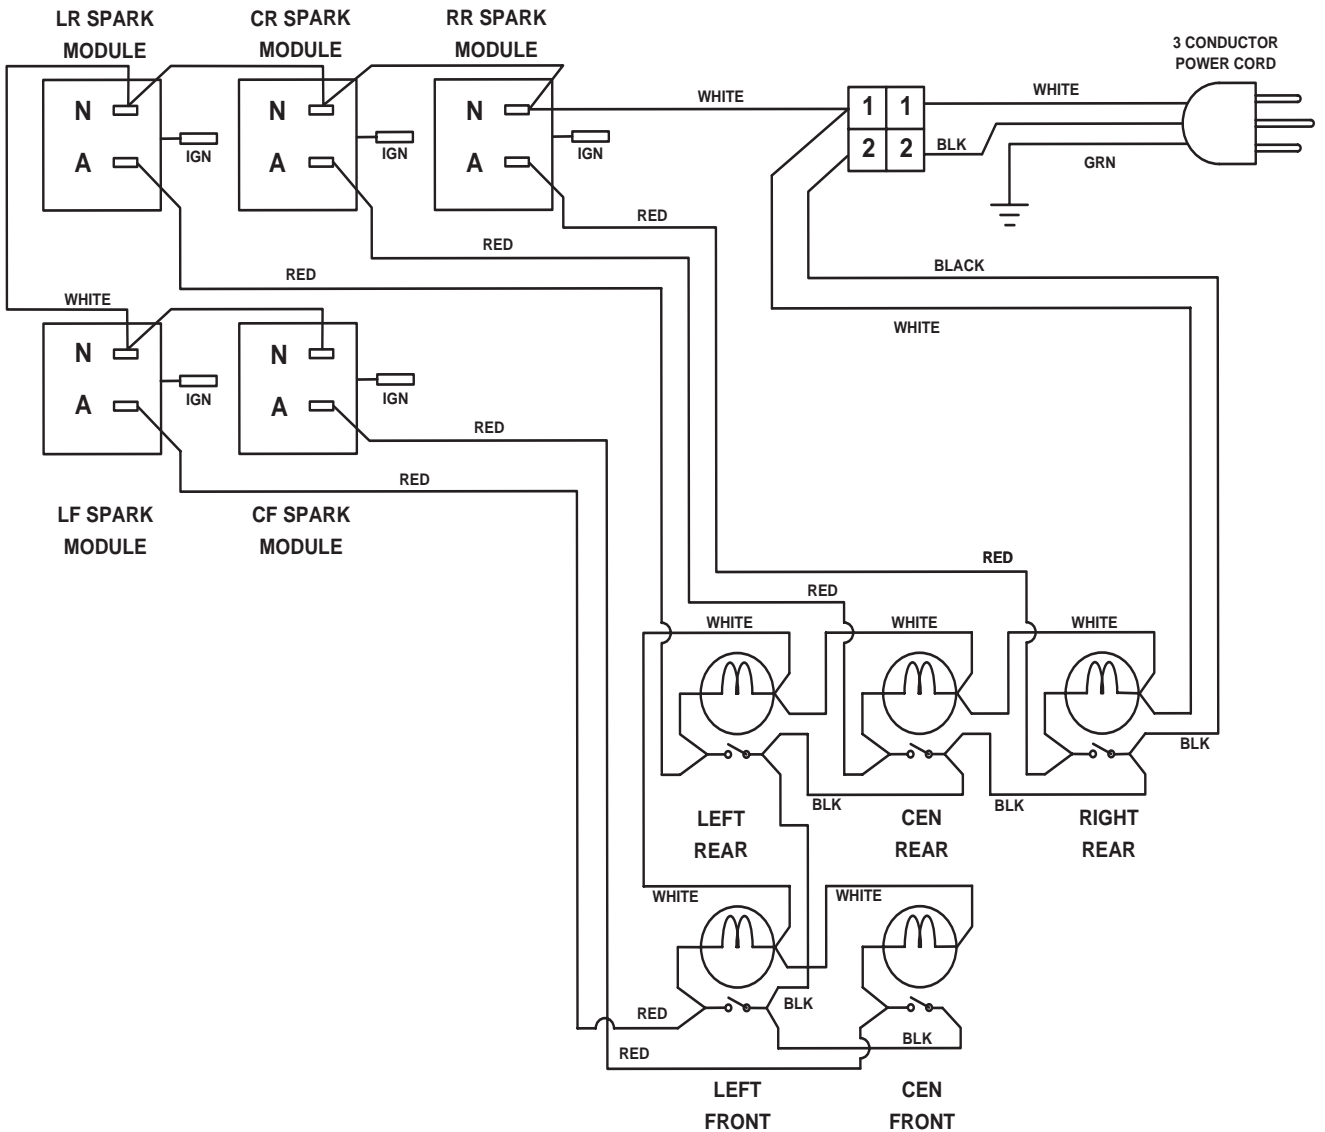 LR SPARK
MODULE
CR SPARK
MODULE
RR SPARK
MODULE
3 CONDUCTOR
POWER CORD
N
A
IGN
N
A
IGN
N
A
IGN
WHITE
1 1
2 2
WHITE
BLK
GRN
RED
RED
RED
BLACK
WHITE
WHITE
N
A
IGN
N
A
IGN
RED
RED
LF SPARK
MODULE
CF SPARK
MODULE
RED
RED
WHITE
WHITE
WHITE
BLK
BLK
BLK
LEFT
REAR
CEN
REAR
RIGHT
REAR
WHITE
WHITE
RED
BLK
RED
BLK
LEFT
FRONT
CEN
FRONT